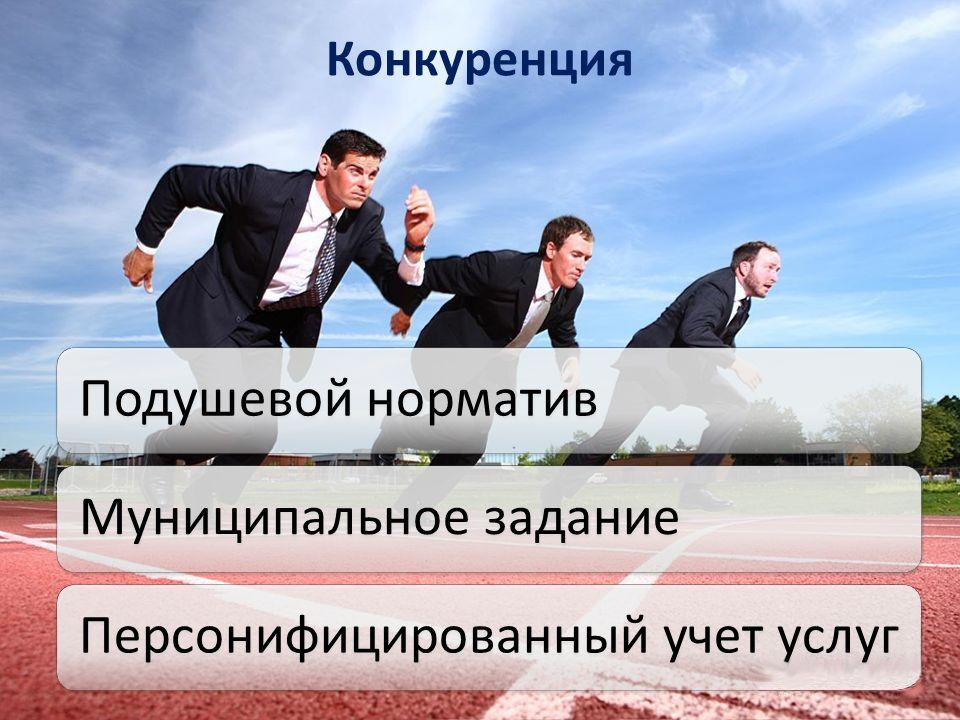 Конкуренция
Подушевой норматив
Муниципальное задание
Персонифицированный учет услуг